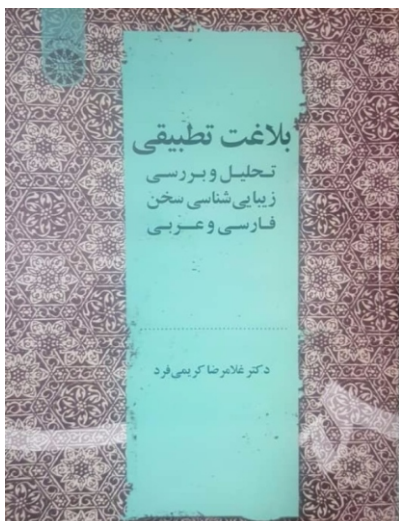 بلاغت تطبیقی
تحلیل و بررسی
زیبایی شناسی سخن
فارسی و عربی
دکتر غلامرضا کریمی فرد